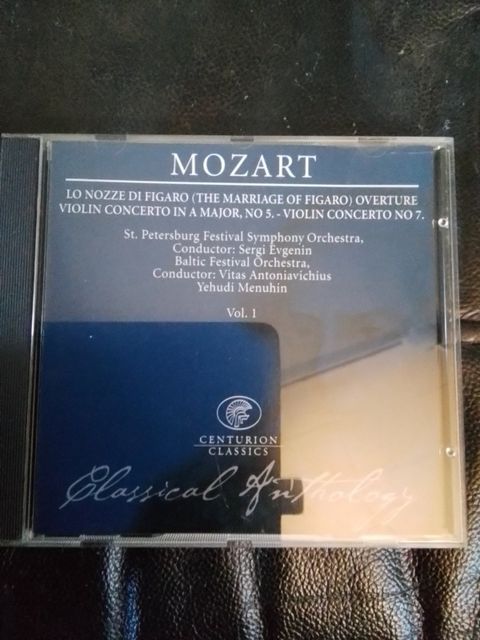 MOZART
LO NOZZE DI FIGARO (THE MARRIAGE OF FIGARO) OVERTURE
VIOLIN CONCERTO IN A MAJOR, NO 5. - VIOLIN CONCERTO NO 7.
St. Petersburg Festival Symphony Orchestra,
Conductor: Sergi Evgenin
Baltic Festival Orchestra,
Conductor: Vitas Antoniavichius
Yehudi Menuhin
Vol. 1
CENTURION
CLASSICS
Classical Anthology